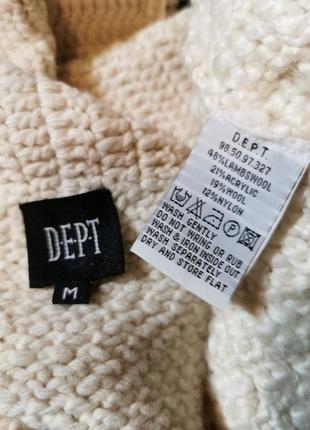 D.E.P.T.
98.50.97.327
48%LAMBSWOOL
21%ACRYLIC
19%WOOL
12%NYLON
WASH GENTLY
DO NOT WRING OR RUB
WASH & IRON INSIDE OUT
WASH SEPARATELY
DRY AND STORE FLAT
D·E·P·T
M